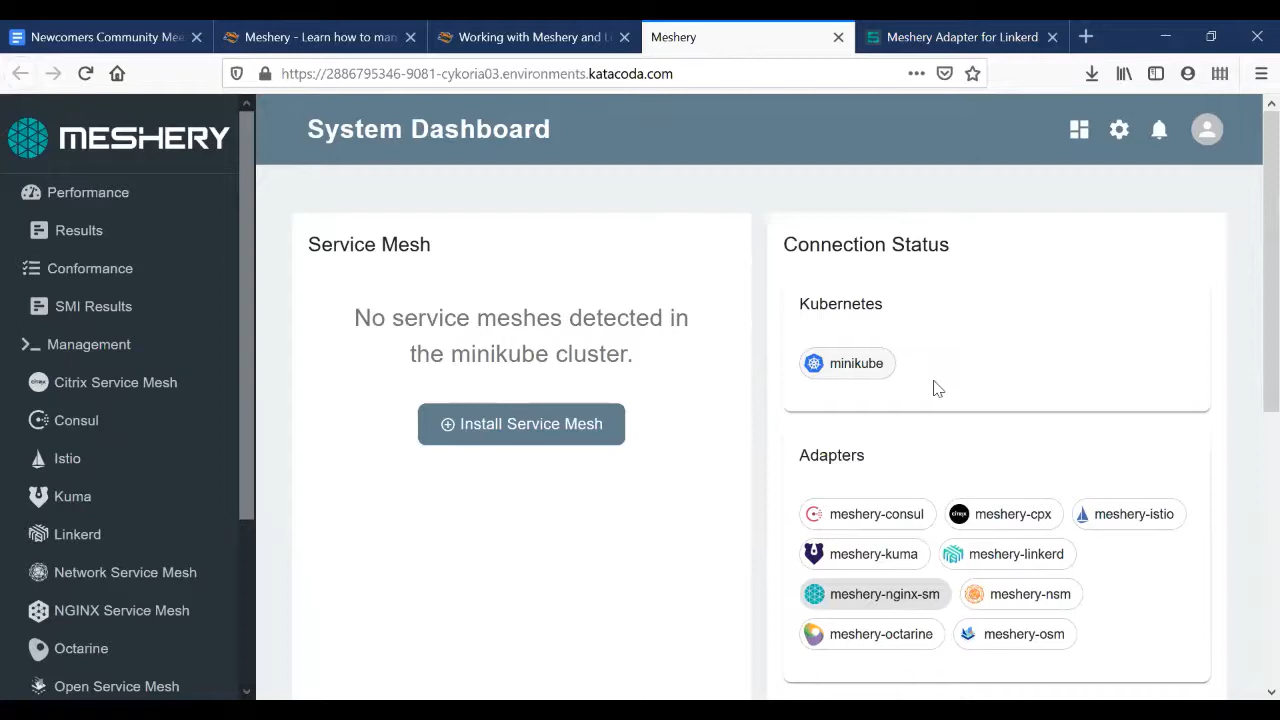 Newcomers Community Mee
Meshery - Learn how to man
Working with Meshery and Li
Meshery
Meshery Adapter for Linkerd
https://2886795346-9081-cykoria03.environments.katacoda.com
MESHERY
System Dashboard
Performance
Results
Conformance
SMI Results
Management
Citrix Service Mesh
Consul
Istio
Kuma
Linkerd
Network Service Mesh
NGINX Service Mesh
Octarine
Open Service Mesh
Service Mesh
No service meshes detected in
the minikube cluster.
Install Service Mesh
Connection Status
Kubernetes
minikube
Adapters
meshery-consul
citrix
meshery-cpx
meshery-istio
meshery-kuma
meshery-linkerd
meshery-nginx-sm
meshery-nsm
meshery-octarine
meshery-osm